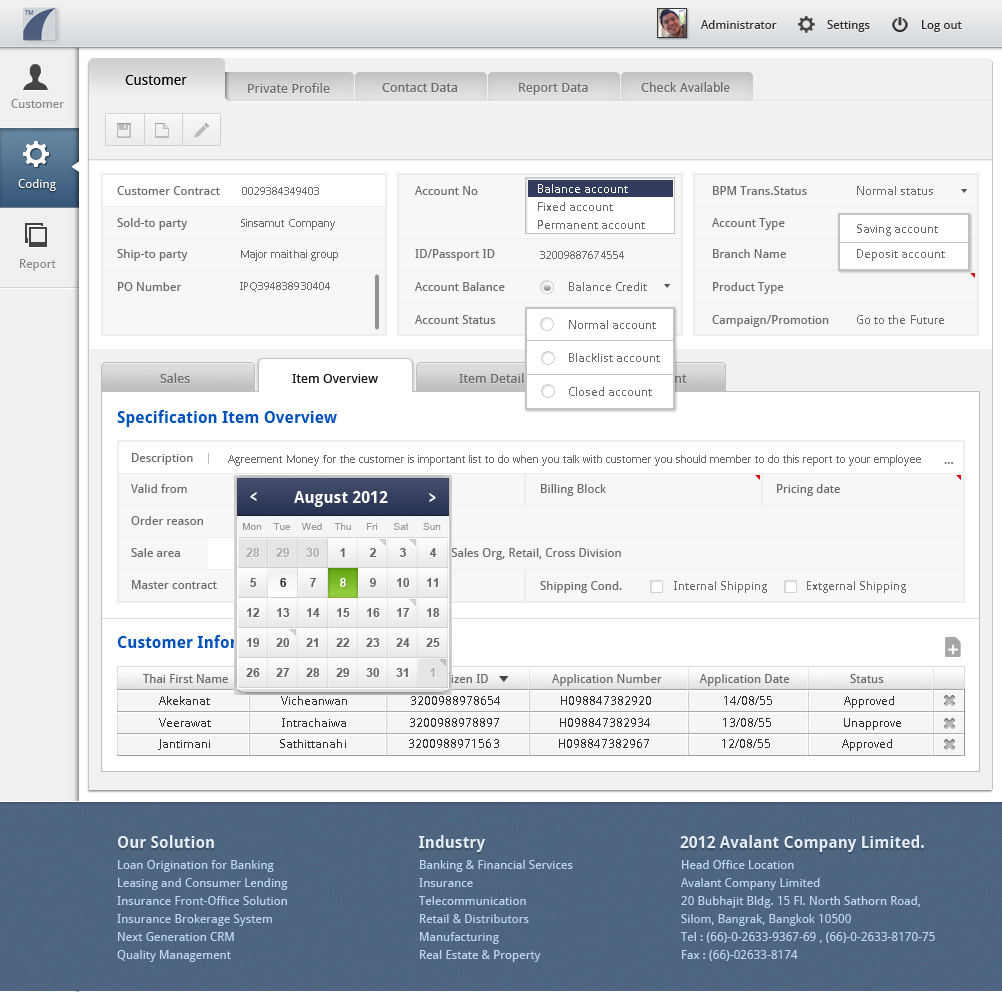 TM
Administrator Settings Log out
Customer
Coding
Report
Customer Private Profile Contact Data Report Data Check Available
Customer Contract 0029384349403
Sold-to party Sinsamut Company
Ship-to party Major maithai group
PO Number IPQ394838930404
Account No Balance account
Fixed account
Permanent account
ID/Passport ID 32009887674554
Account Balance Balance Credit
Account Status
Normal account
Blacklist account
Closed account
BPM Trans.Status Normal status
Account Type
Saving account
Branch Name Deposit account
Product Type
Campaign/Promotion Go to the Future
Sales Item Overview Item Detail nt
Specification Item Overview
Description Agreement Money for the customer is important list to do when you talk with customer you should member to do this report to your employee ...
Valid from Billing Block Pricing date
Order reason
Sale area Sales Org, Retail, Cross Division
Master contract Shipping Cond. Internal Shipping Extgernal Shipping
< August 2012 >
Mon Tue Wed Thu Fri Sat Sun
28 29 30 1 2 3 4
5 6 7 8 9 10 11
12 13 14 15 16 17 18
19 20 21 22 23 24 25
26 27 28 29 30 31 1
Customer Infor
Thai First Name izen ID Application Number Application Date Status
Akekanat Vicheanwan 3200988978654 H098847382920 14/08/55 Approved
Veerawat Intrachaiwa 3200988978897 H098847382934 13/08/55 Unapprove
Jantimani Sathittanahi 3200988971563 H098847382967 12/08/55 Approved
Our Solution
Loan Origination for Banking
Leasing and Consumer Lending
Insurance Front-Office Solution
Insurance Brokerage System
Next Generation CRM
Quality Management
Industry
Banking & Financial Services
Insurance
Telecommunication
Retail & Distributors
Manufacturing
Real Estate & Property
2012 Avalant Company Limited.
Head Office Location
Avalant Company Limited
20 Bubhajit Bldg. 15 Fl. North Sathorn Road,
Silom, Bangrak, Bangkok 10500
Tel : (66)-0-2633-9367-69 , (66)-0-2633-8170-75
Fax : (66)-02633-8174